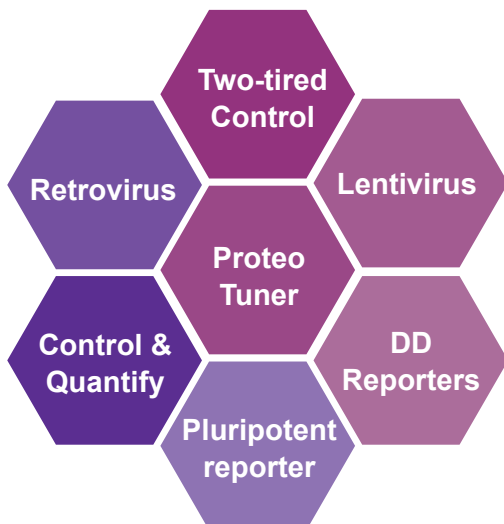 Two-tired
Control
Retrovirus
Lentivirus
Proteo
Tuner
Control &
Quantify
DD
Reporters
Pluripotent
reporter